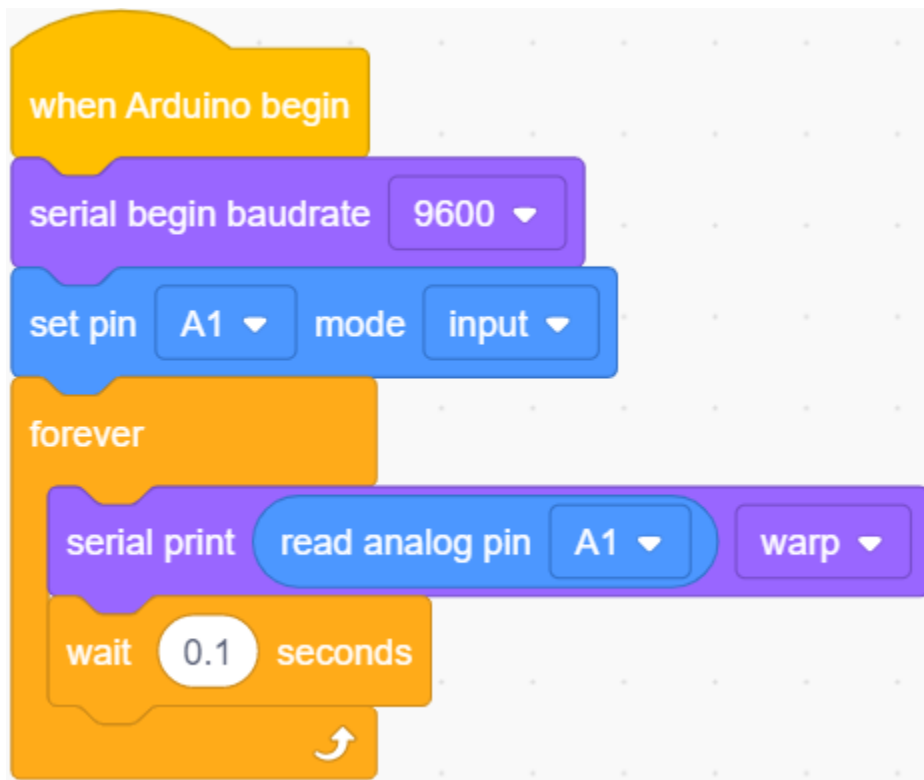 when Arduino begin
serial begin baudrate 9600
set pin A1 mode input
forever
serial print read analog pin A1 warp
wait 0.1 seconds